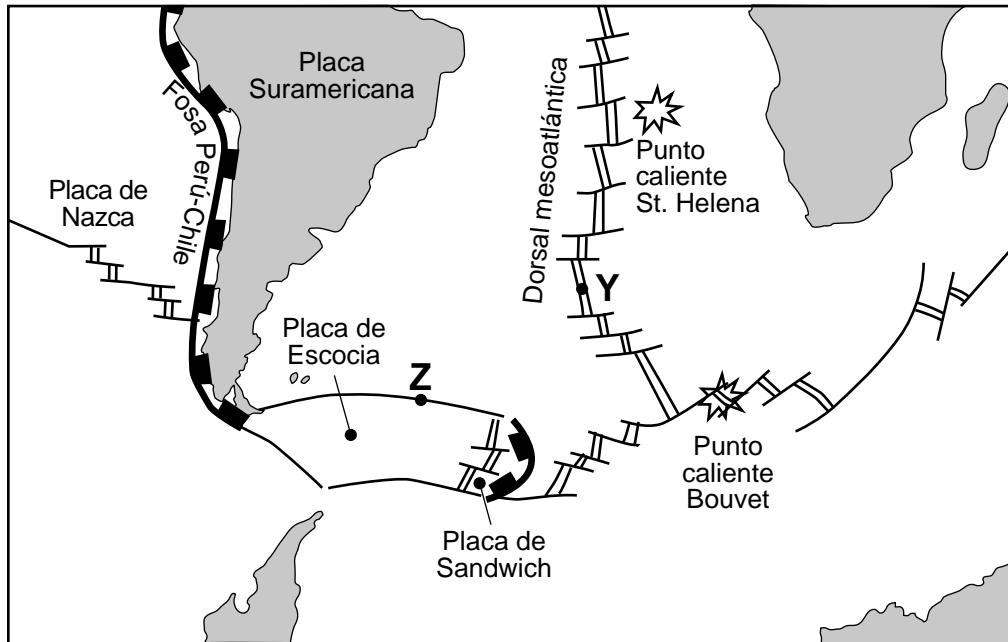 Placa
Suramericana
Fosa Perú-Chile
Placa de
Nazca
Dorsal mesoatlántica
Punto
caliente
St. Helena
Y
Placa de
Escocia
Z
Punto
caliente
Bouvet
Placa de
Sandwich